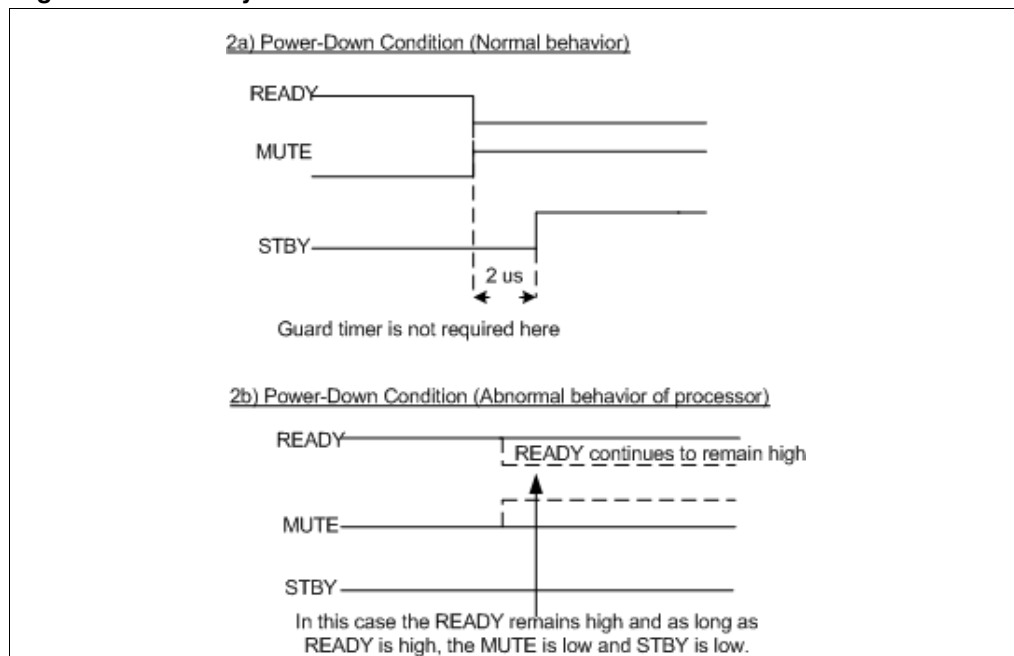 2a) Power-Down Condition (Normal behavior)
READY
MUTE
STBY
2 us
Guard timer is not required here
2b) Power-Down Condition (Abnormal behavior of processor)
READY
READY continues to remain high
MUTE
STBY
In this case the READY remains high and as long as
READY is high, the MUTE is low and STBY is low.